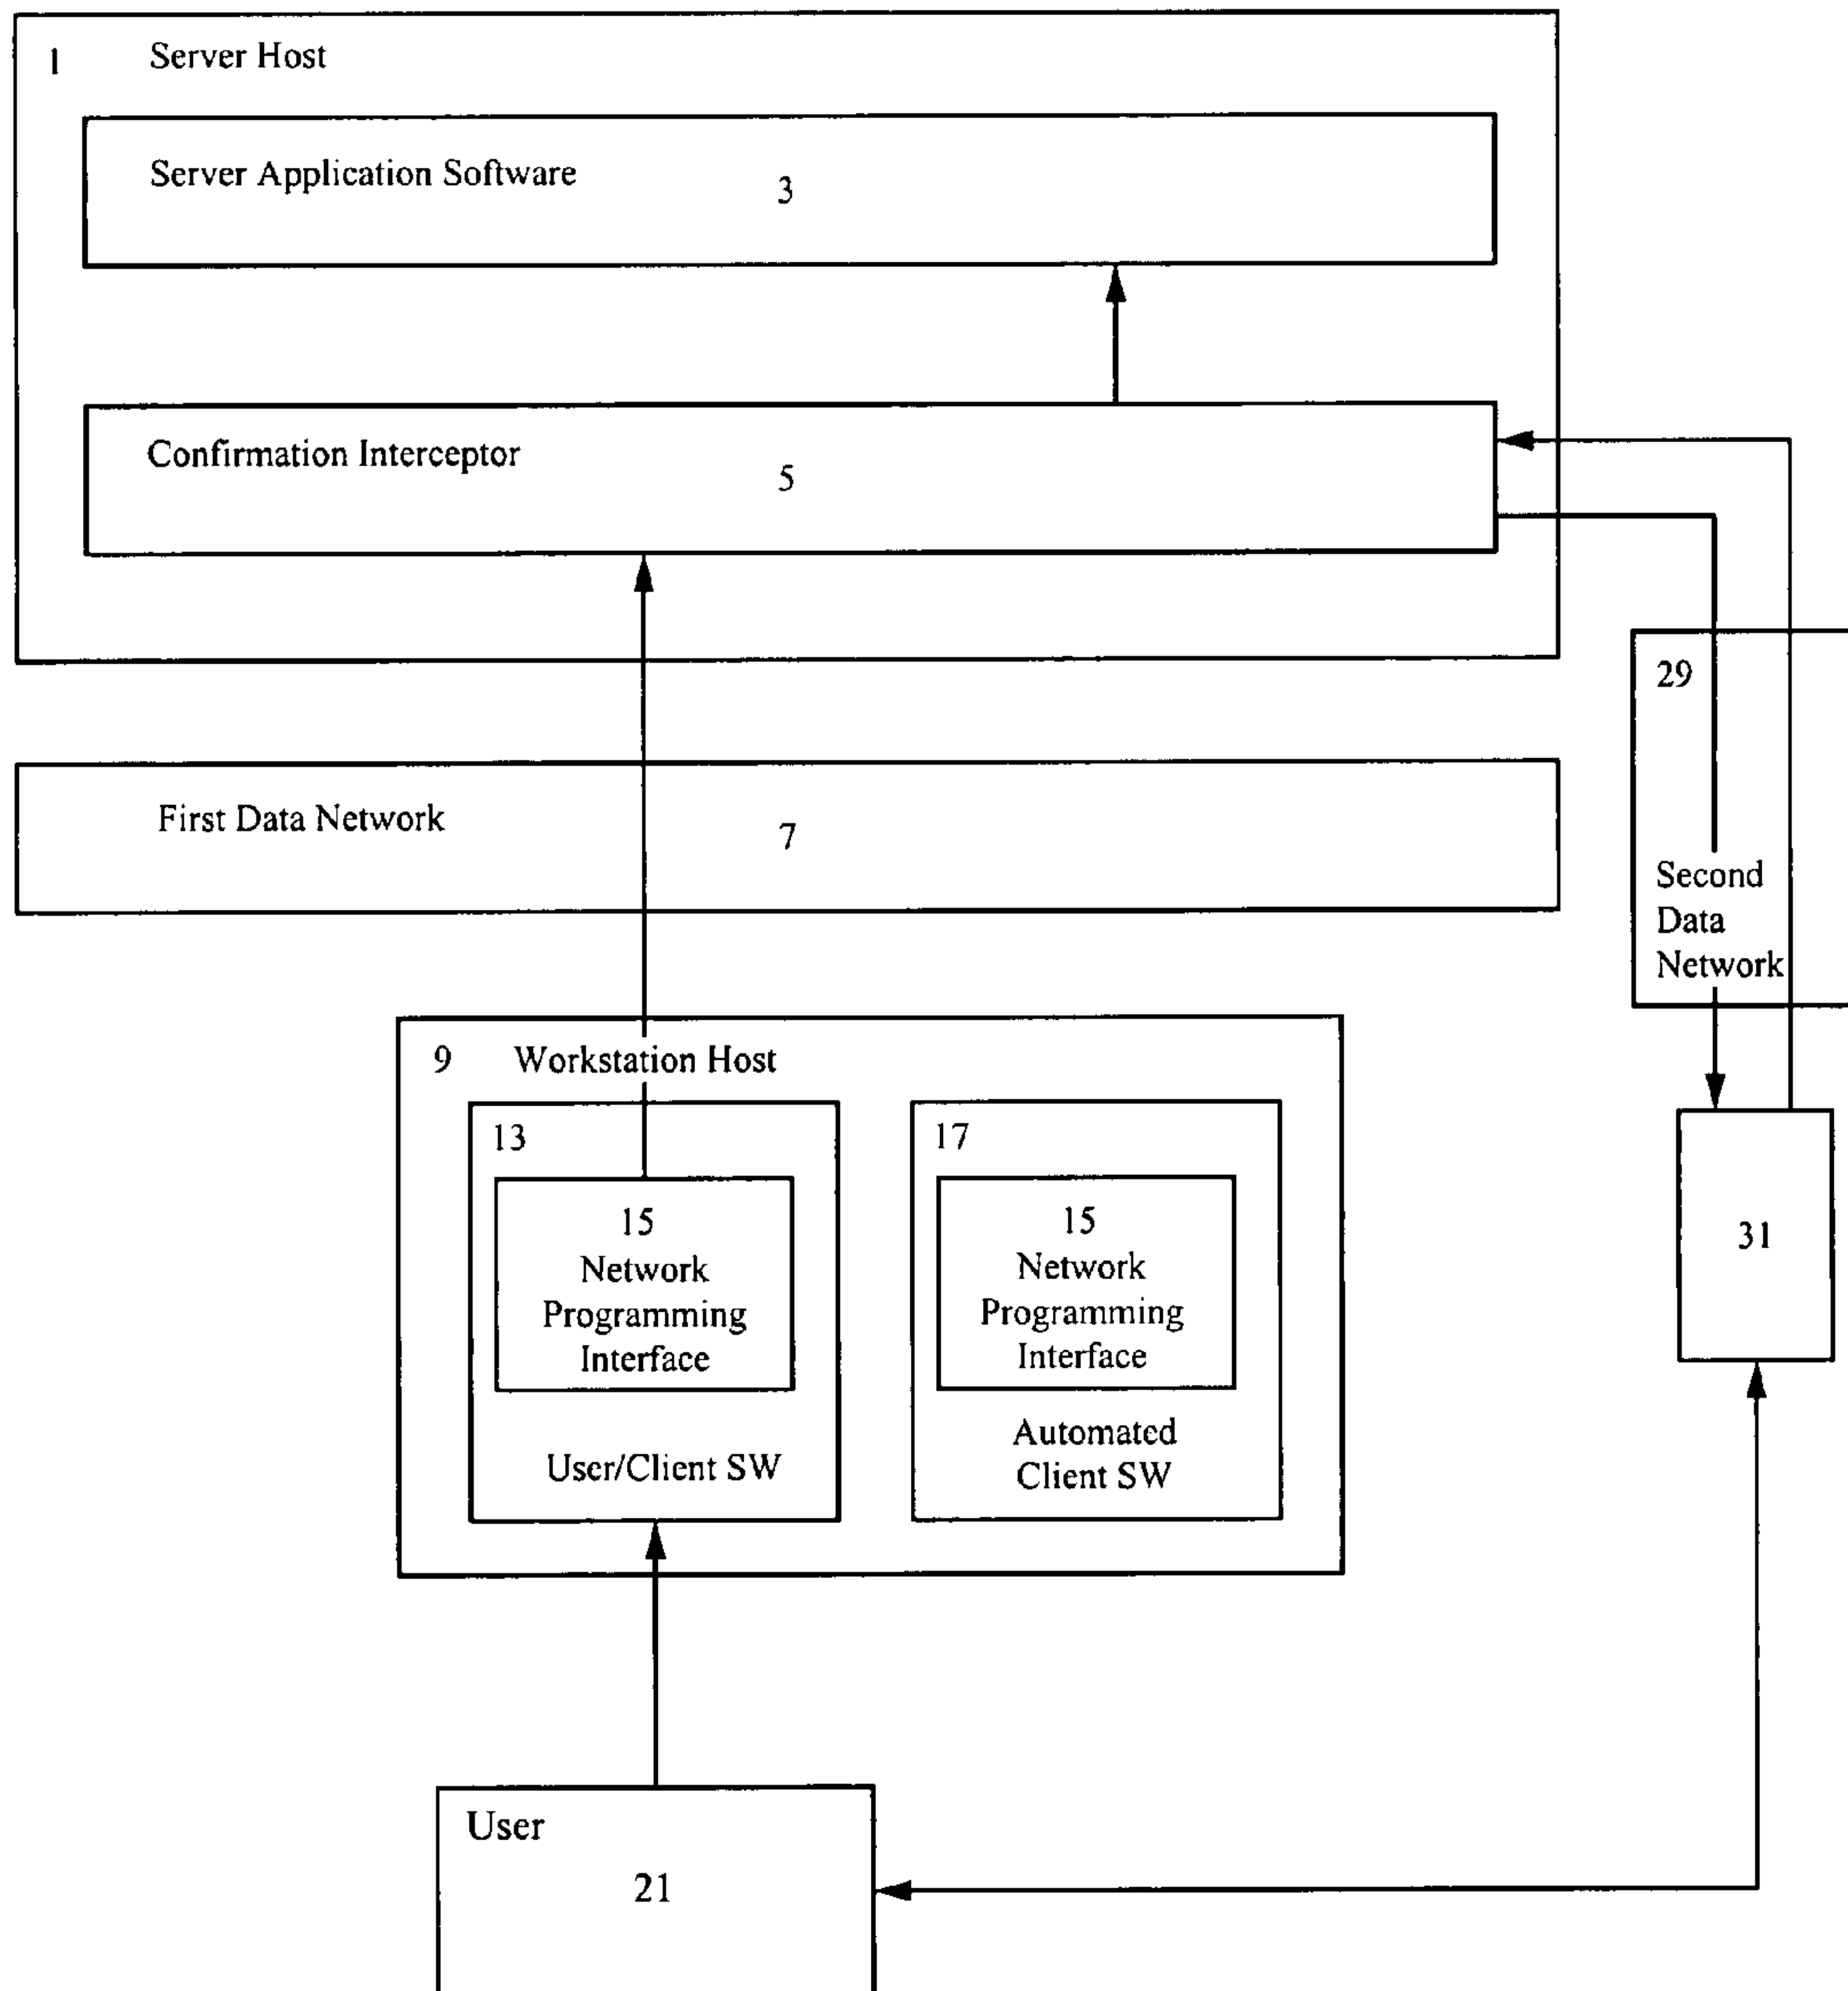 1 Server Host
Server Application Software
3
Confirmation Interceptor
5
29
First Data Network
7
Second
Data
Network
9 Workstation Host
13
15
Network
Programming
Interface
User/Client SW
17
15
Network
Programming
Interface
Automated
Client SW
31
User
21